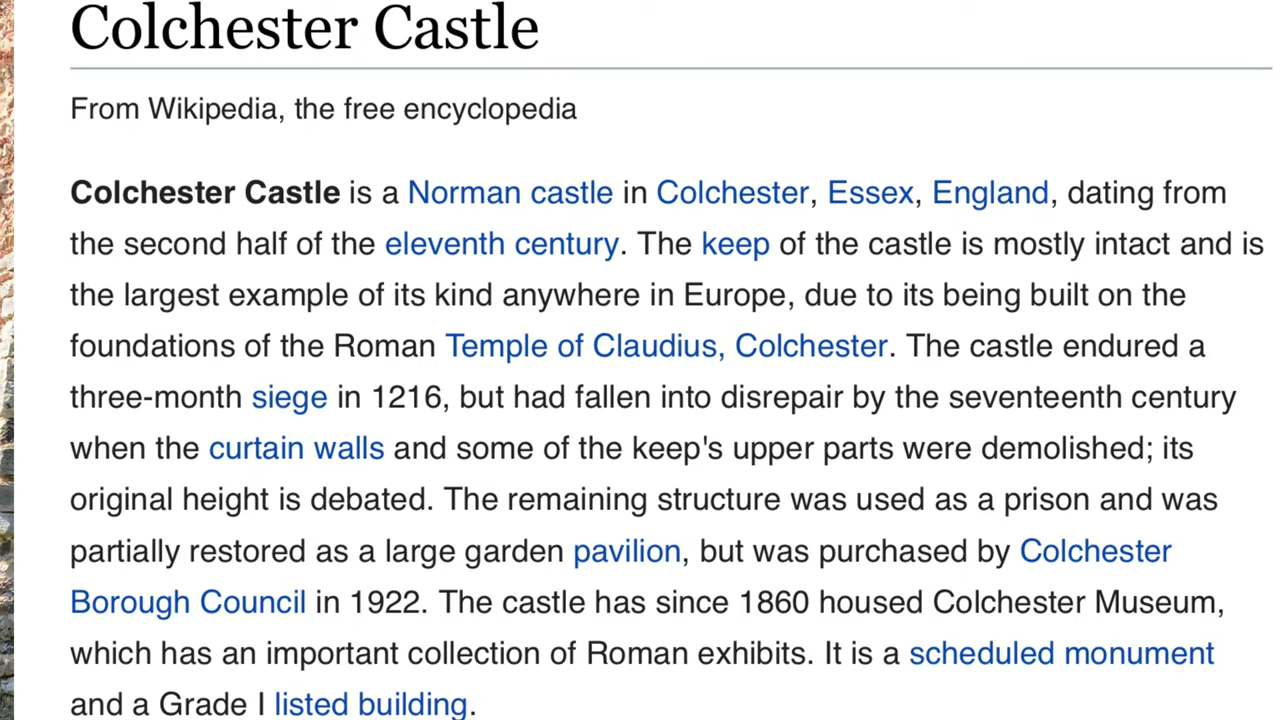 Colchester Castle
From Wikipedia, the free encyclopedia
Colchester Castle is a Norman castle in Colchester, Essex, England, dating from
the second half of the eleventh century. The keep of the castle is mostly intact and is
the largest example of its kind anywhere in Europe, due to its being built on the
foundations of the Roman Temple of Claudius, Colchester. The castle endured a
three-month siege in 1216, but had fallen into disrepair by the seventeenth century
when the curtain walls and some of the keep's upper parts were demolished; its
original height is debated. The remaining structure was used as a prison and was
partially restored as a large garden pavilion, but was purchased by Colchester
Borough Council in 1922. The castle has since 1860 housed Colchester Museum,
which has an important collection of Roman exhibits. It is a scheduled monument
and a Grade I listed building.